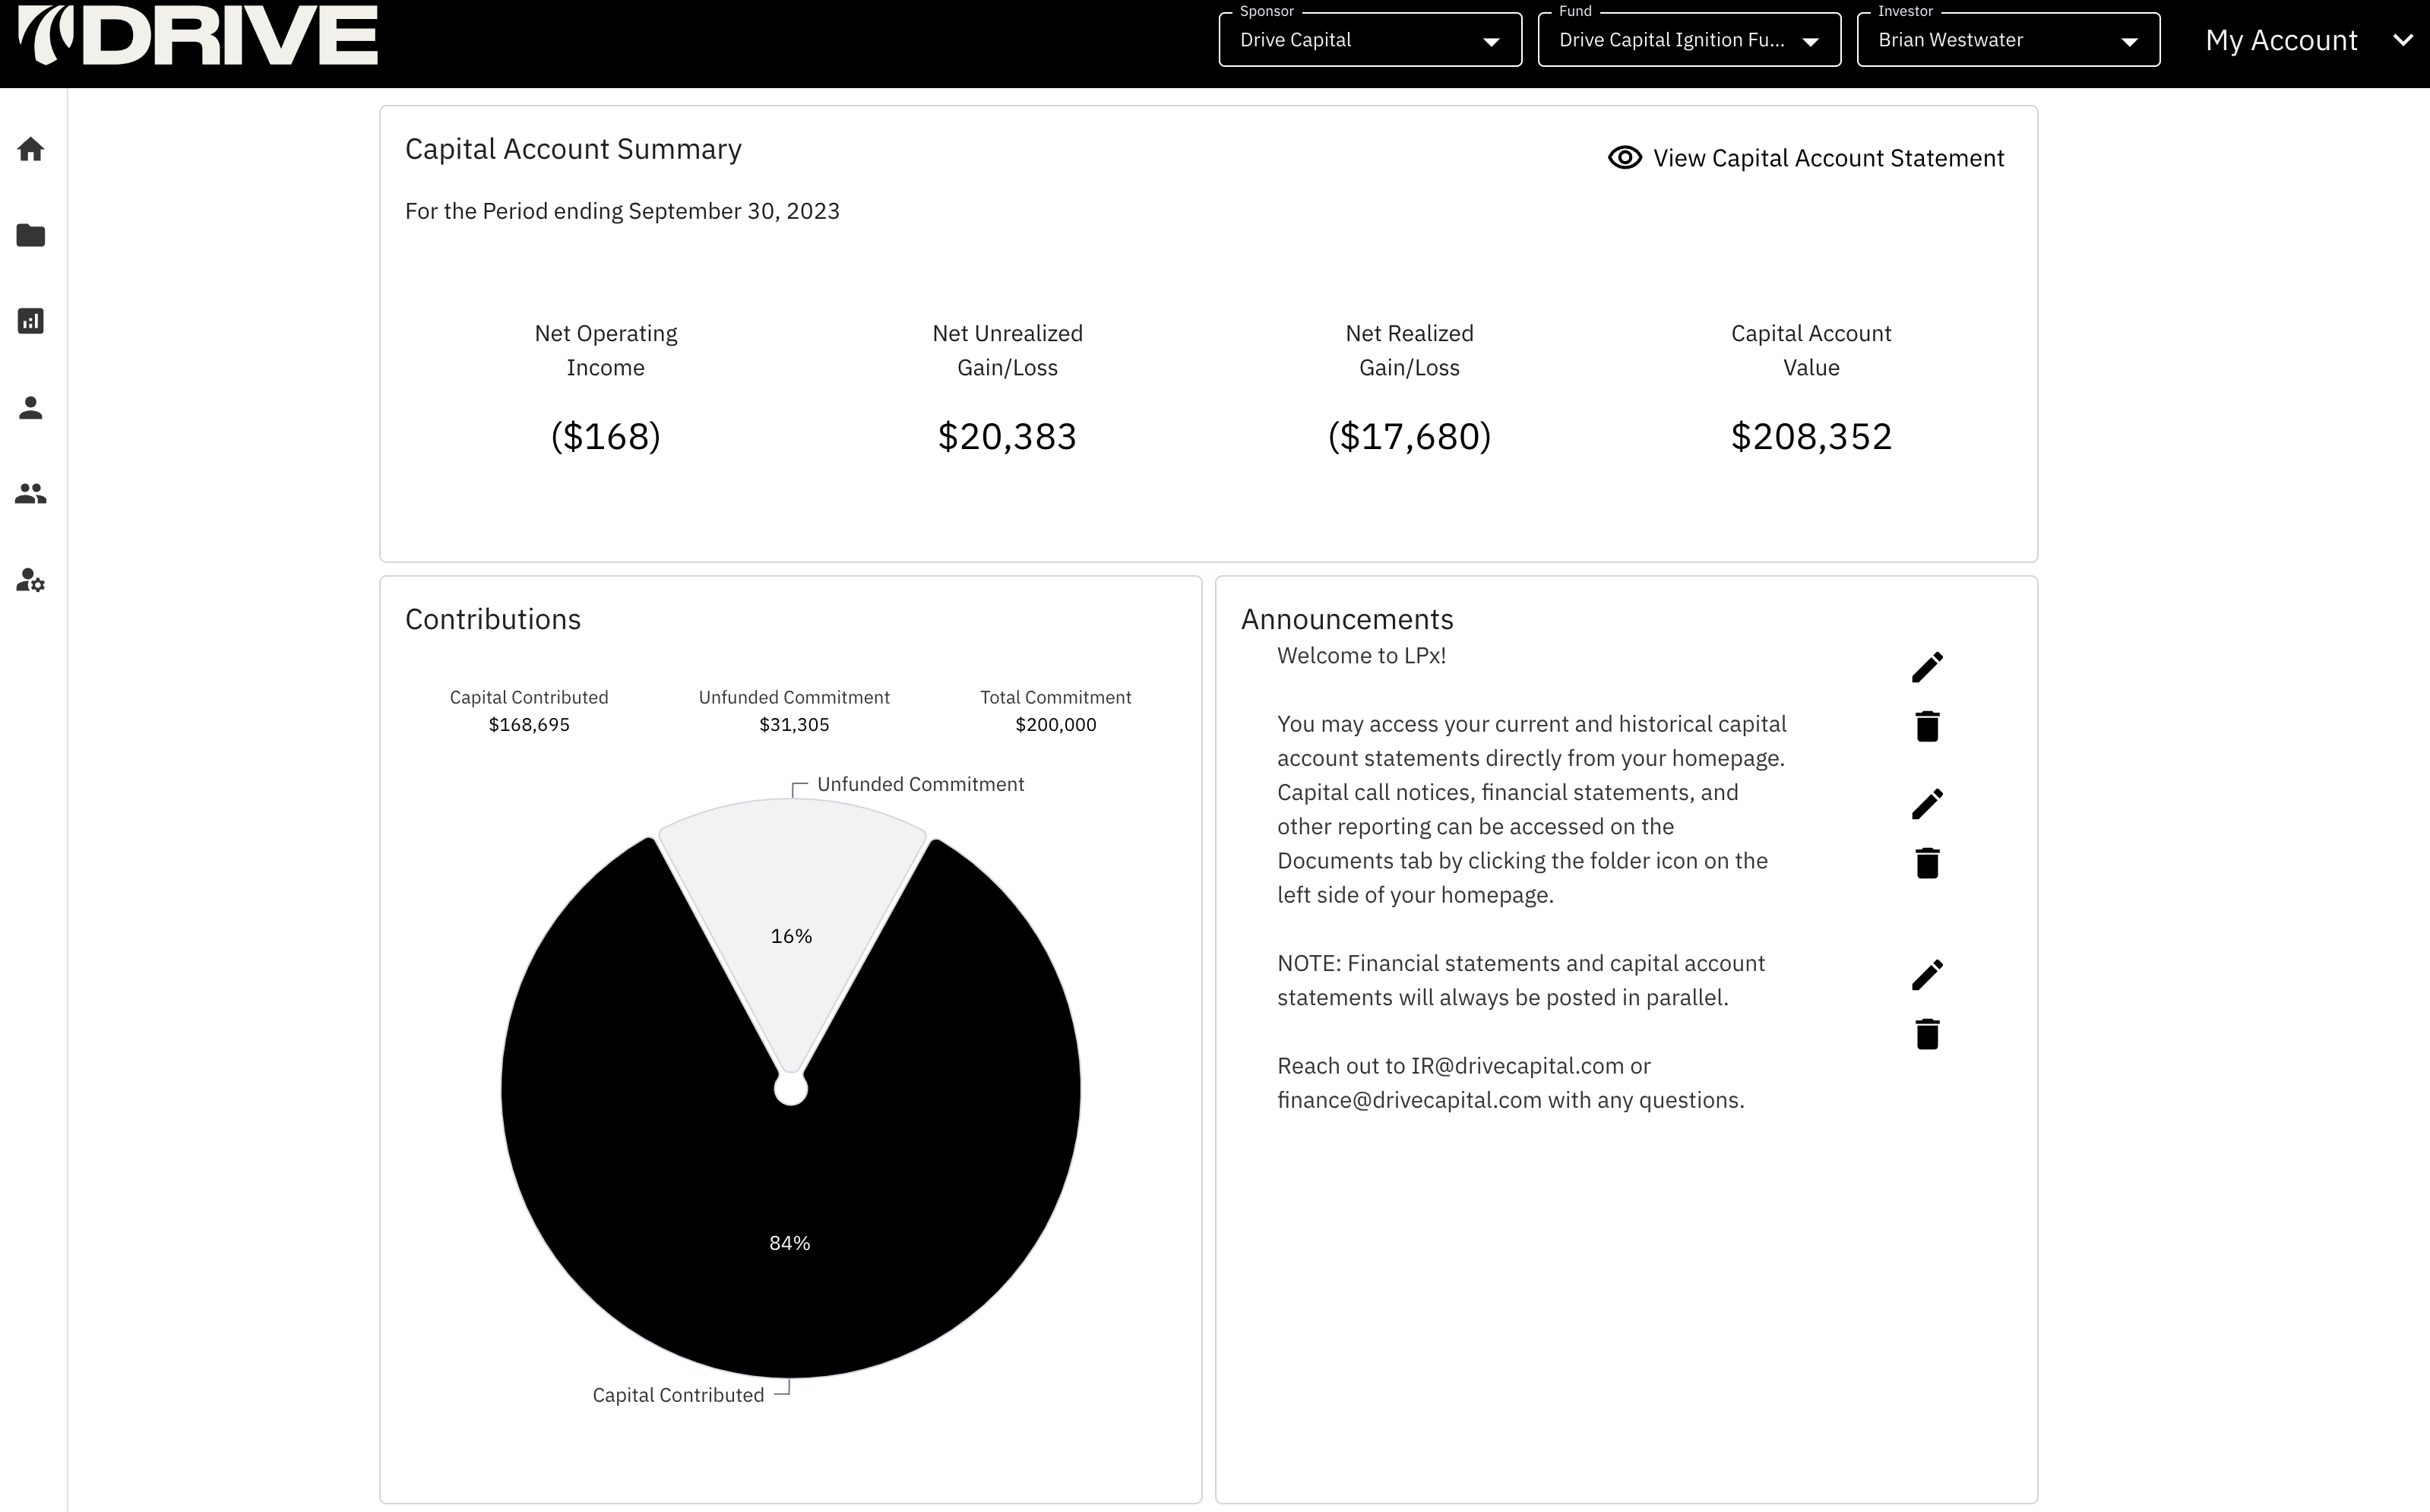 DRIVE
Sponsor
Drive Capital
Fund
Drive Capital Ignition Fu...
Investor
Brian Westwater
My Account
Capital Account Summary
View Capital Account Statement
For the Period ending September 30, 2023
Net Operating
Income
($168)
Net Unrealized
Gain/Loss
$20,383
Net Realized
Gain/Loss
($17,680)
Capital Account
Value
$208,352
Contributions
Capital Contributed
$168,695
Unfunded Commitment
$31,305
Total Commitment
$200,000
Unfunded Commitment
16%
84%
Capital Contributed
Announcements
Welcome to LPx!
You may access your current and historical capital
account statements directly from your homepage.
Capital call notices, financial statements, and
other reporting can be accessed on the
Documents tab by clicking the folder icon on the
left side of your homepage.
NOTE: Financial statements and capital account
statements will always be posted in parallel.
Reach out to IR@drivecapital.com or
finance@drivecapital.com with any questions.